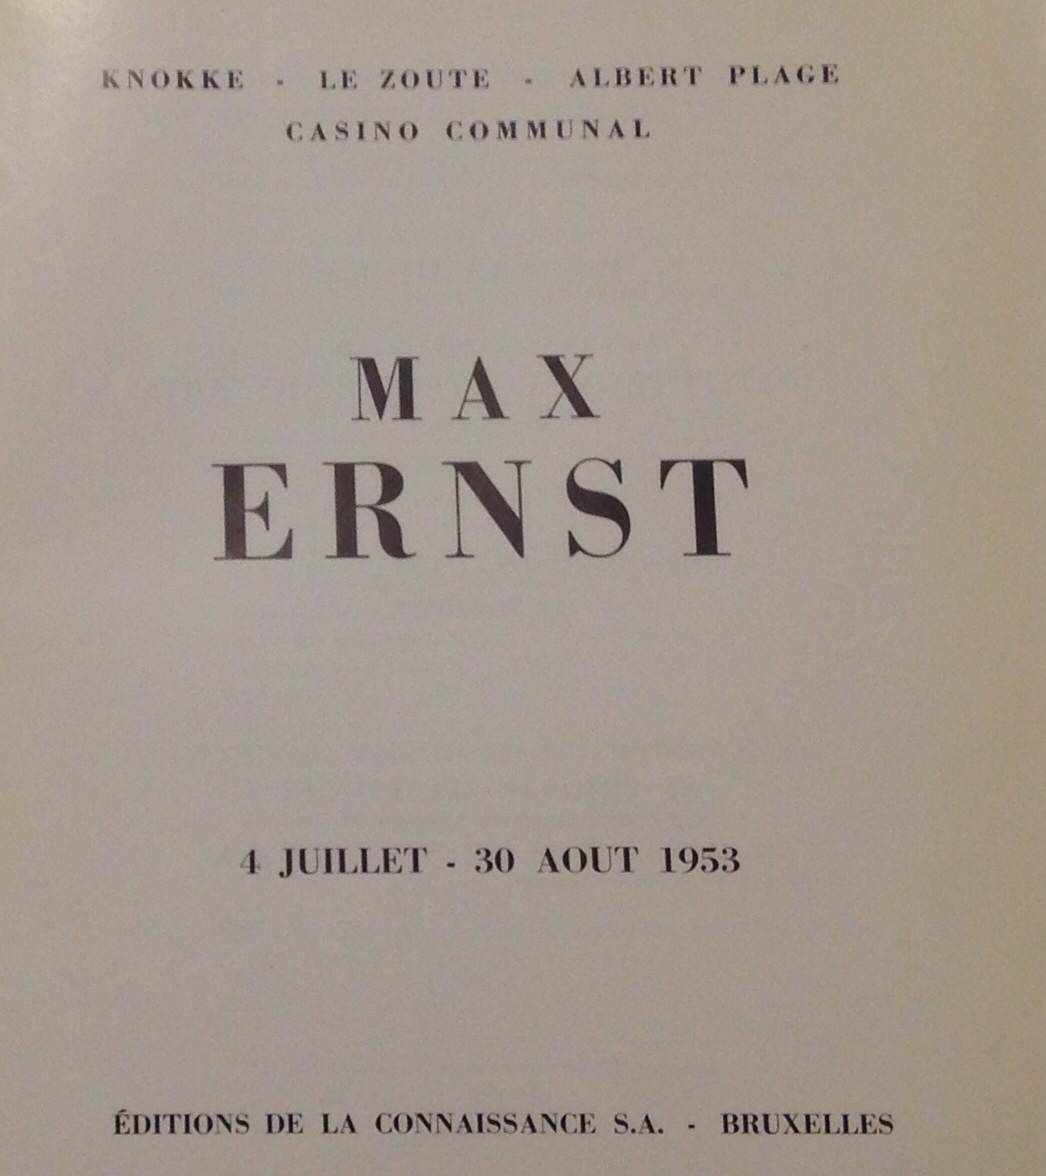 KNOKKE - LE ZOUTE - ALBERT PLAGE
CASINO COMMUNAL
MAX
ERNST
4 JUILLET - 30 AOUT 1953
ÉDITIONS DE LA CONNAISSANCE S.A. - BRUXELLES